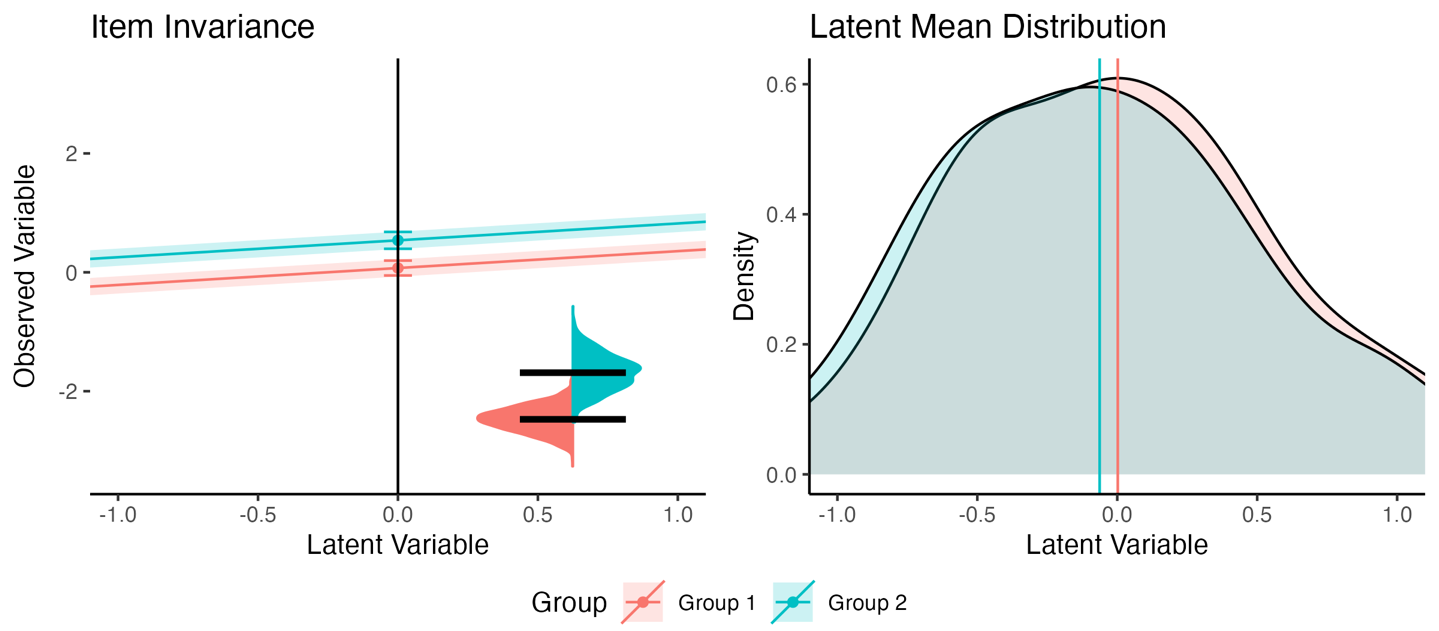 Item Invariance
Observed Variable
2
0
-2
-1.0 -0.5 0.0 0.5 1.0
Latent Variable
Latent Mean Distribution
Density
0.6
0.4
0.2
0.0
-1.0 -0.5 0.0 0.5 1.0
Latent Variable
Group Group 1 Group 2